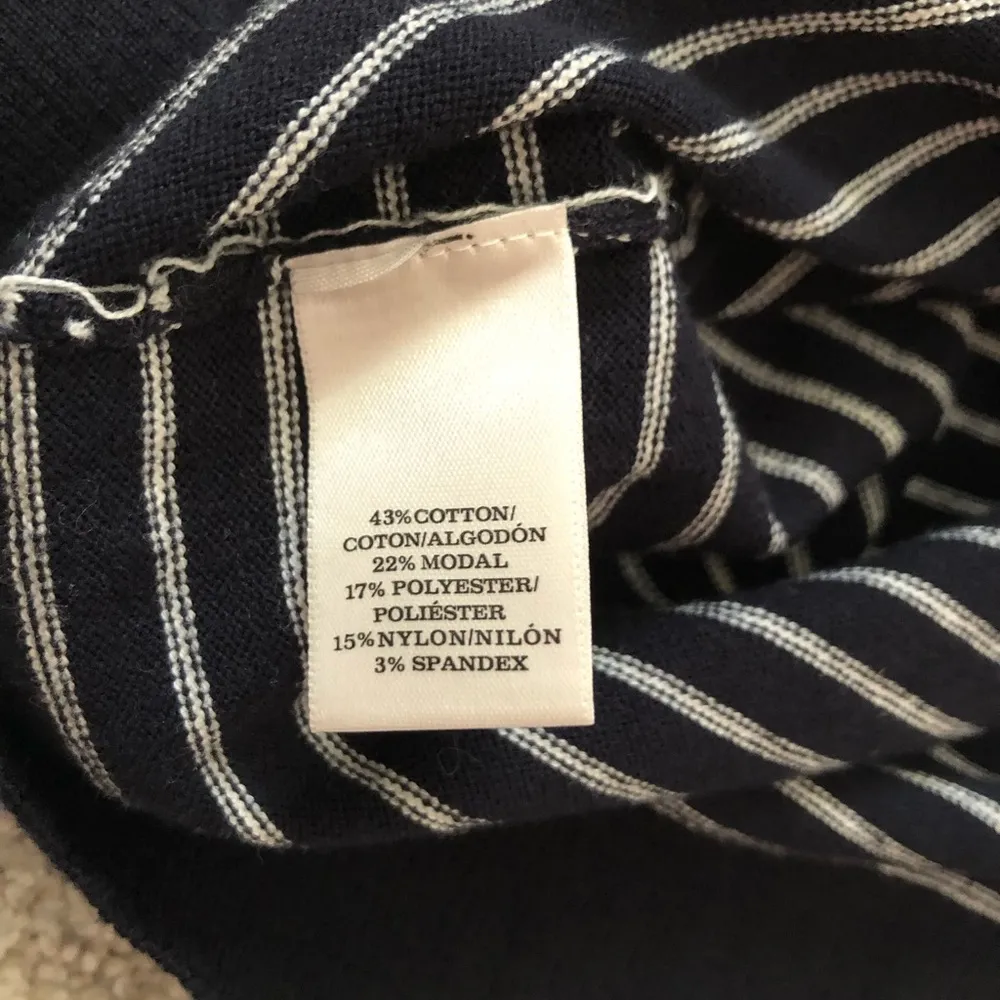 43%COTTON/
COTON/ALGODÓN
22% MODAL
17% POLYESTER/
POLIÉSTER
15%NYLON/NILÓN
3% SPANDEX